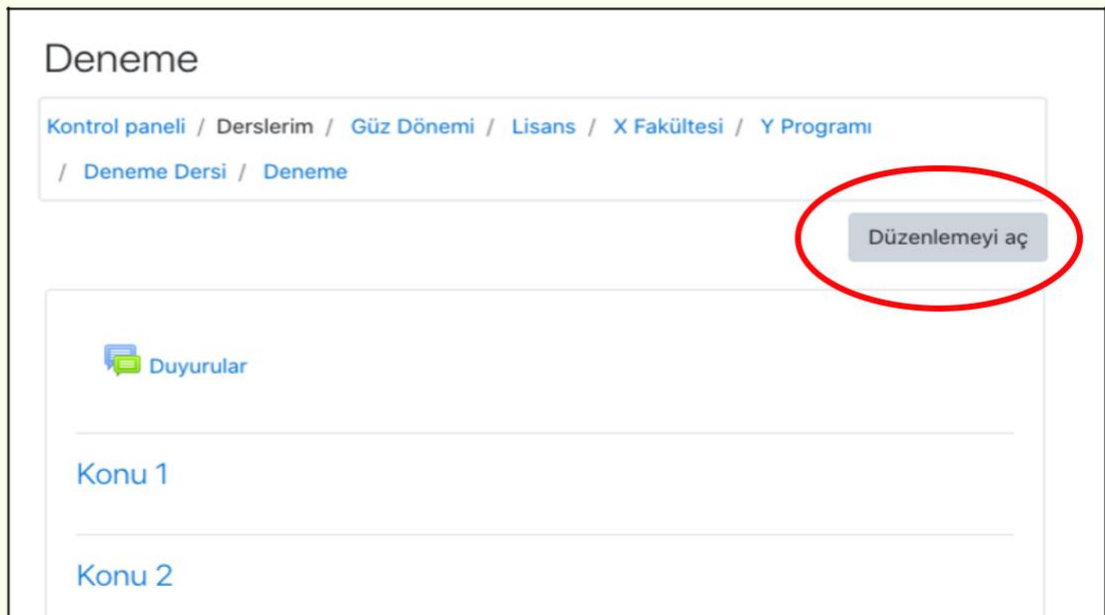 Deneme
Kontrol paneli / Derslerim / Güz Dönemi / Lisans / X Fakültesi / Y Programı
/ Deneme Dersi / Deneme
Düzenlemeyi aç
Duyurular
Konu 1
Konu 2